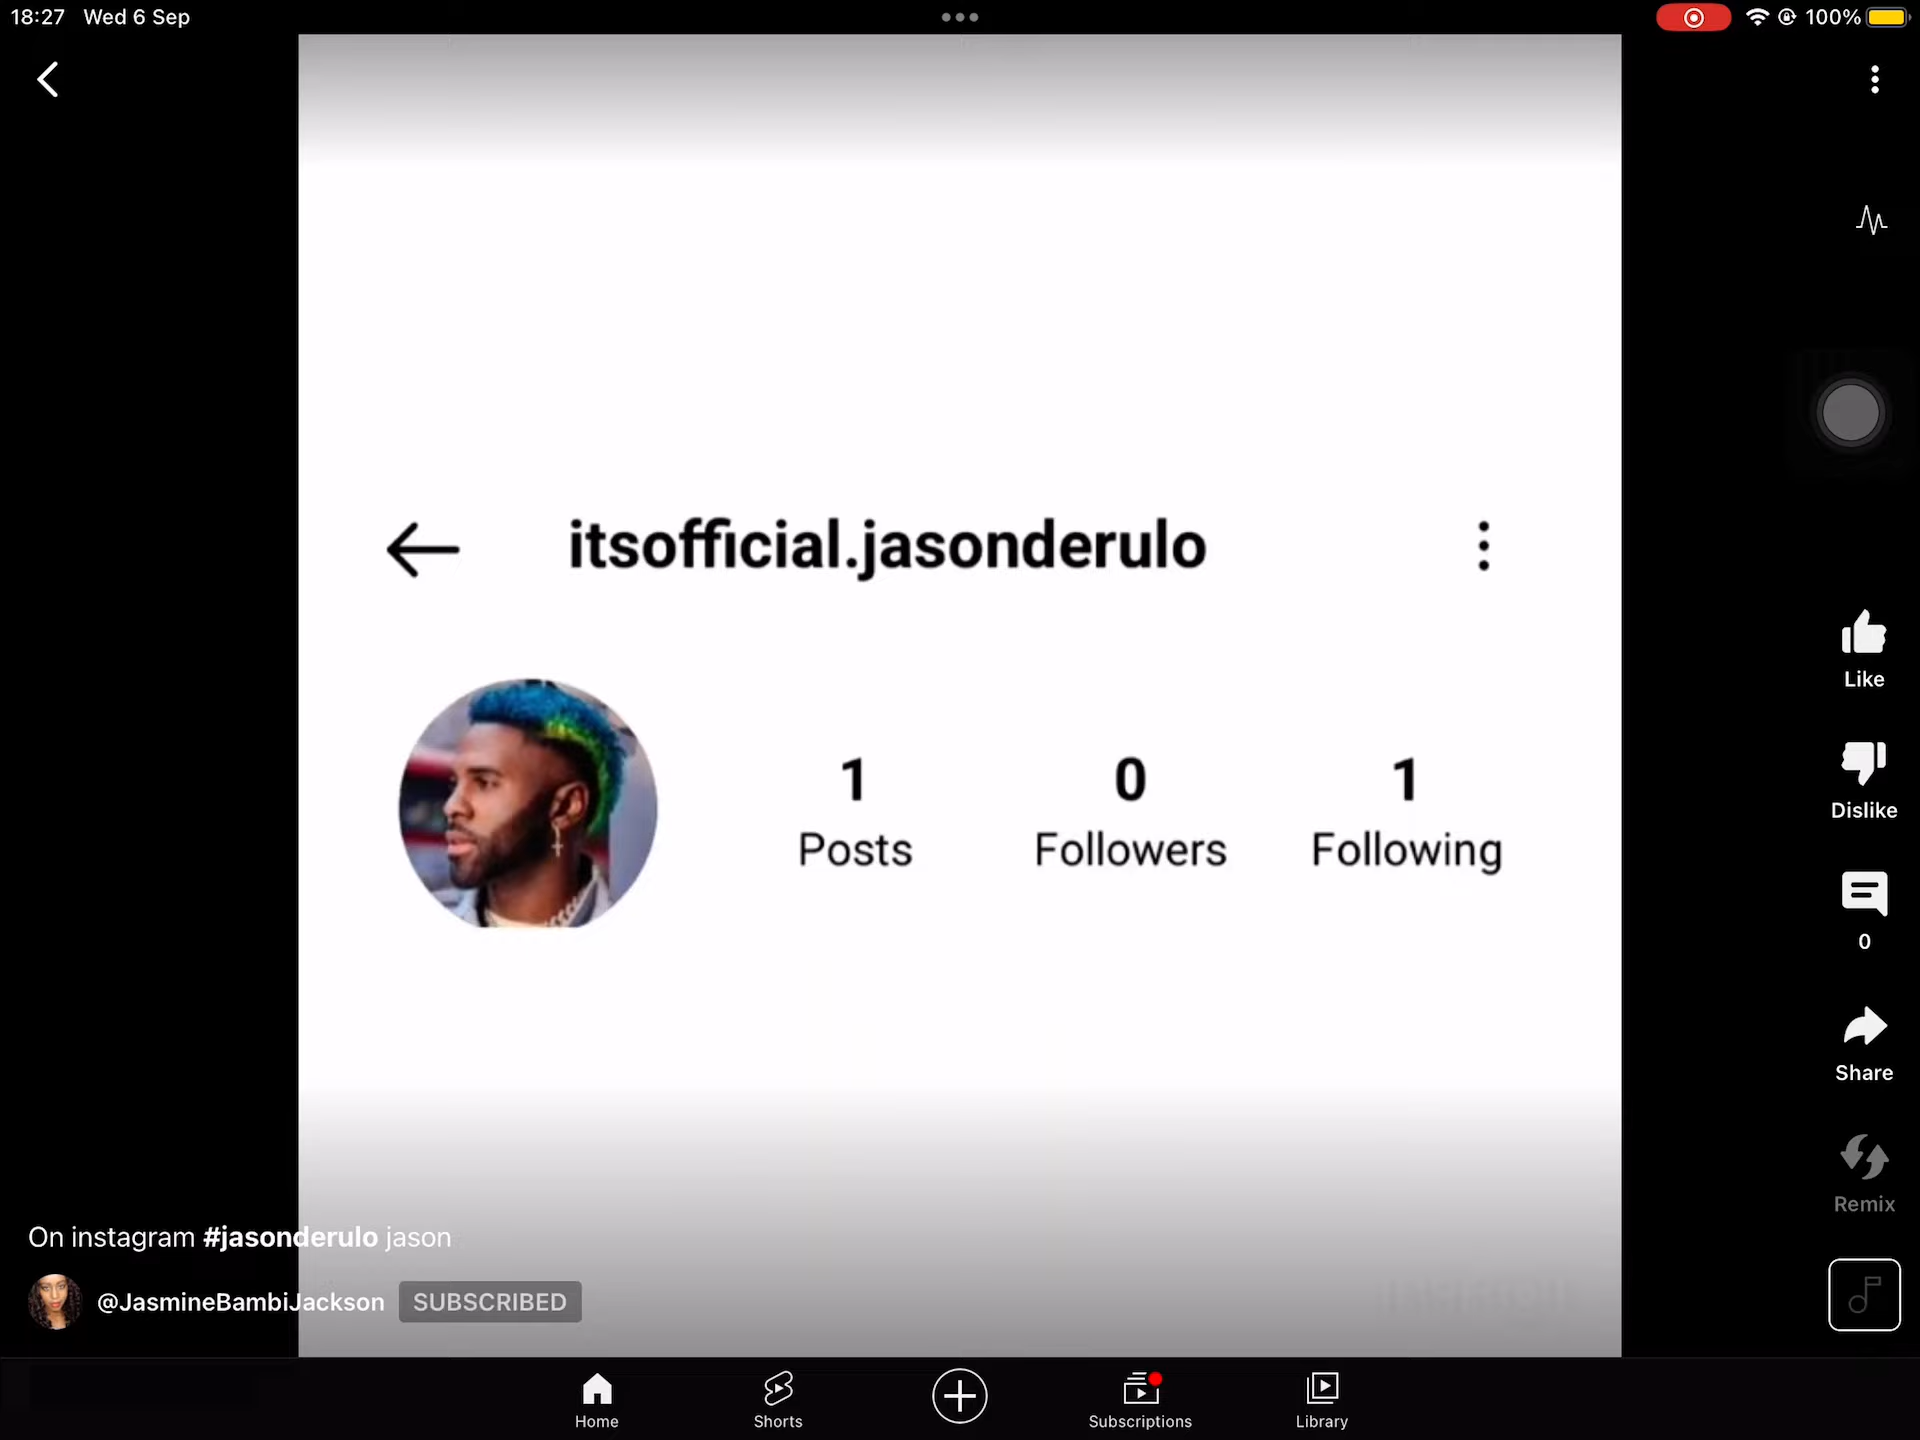 18:27 Wed 6 Sep
100%
itsofficial.jasonderulo
1 0 1
Posts Followers Following
Like
Dislike
0
Share
Remix
On instagram #jasonderulo jason
@JasmineBambiJackson SUBSCRIBED
Home Shorts Subscriptions Library